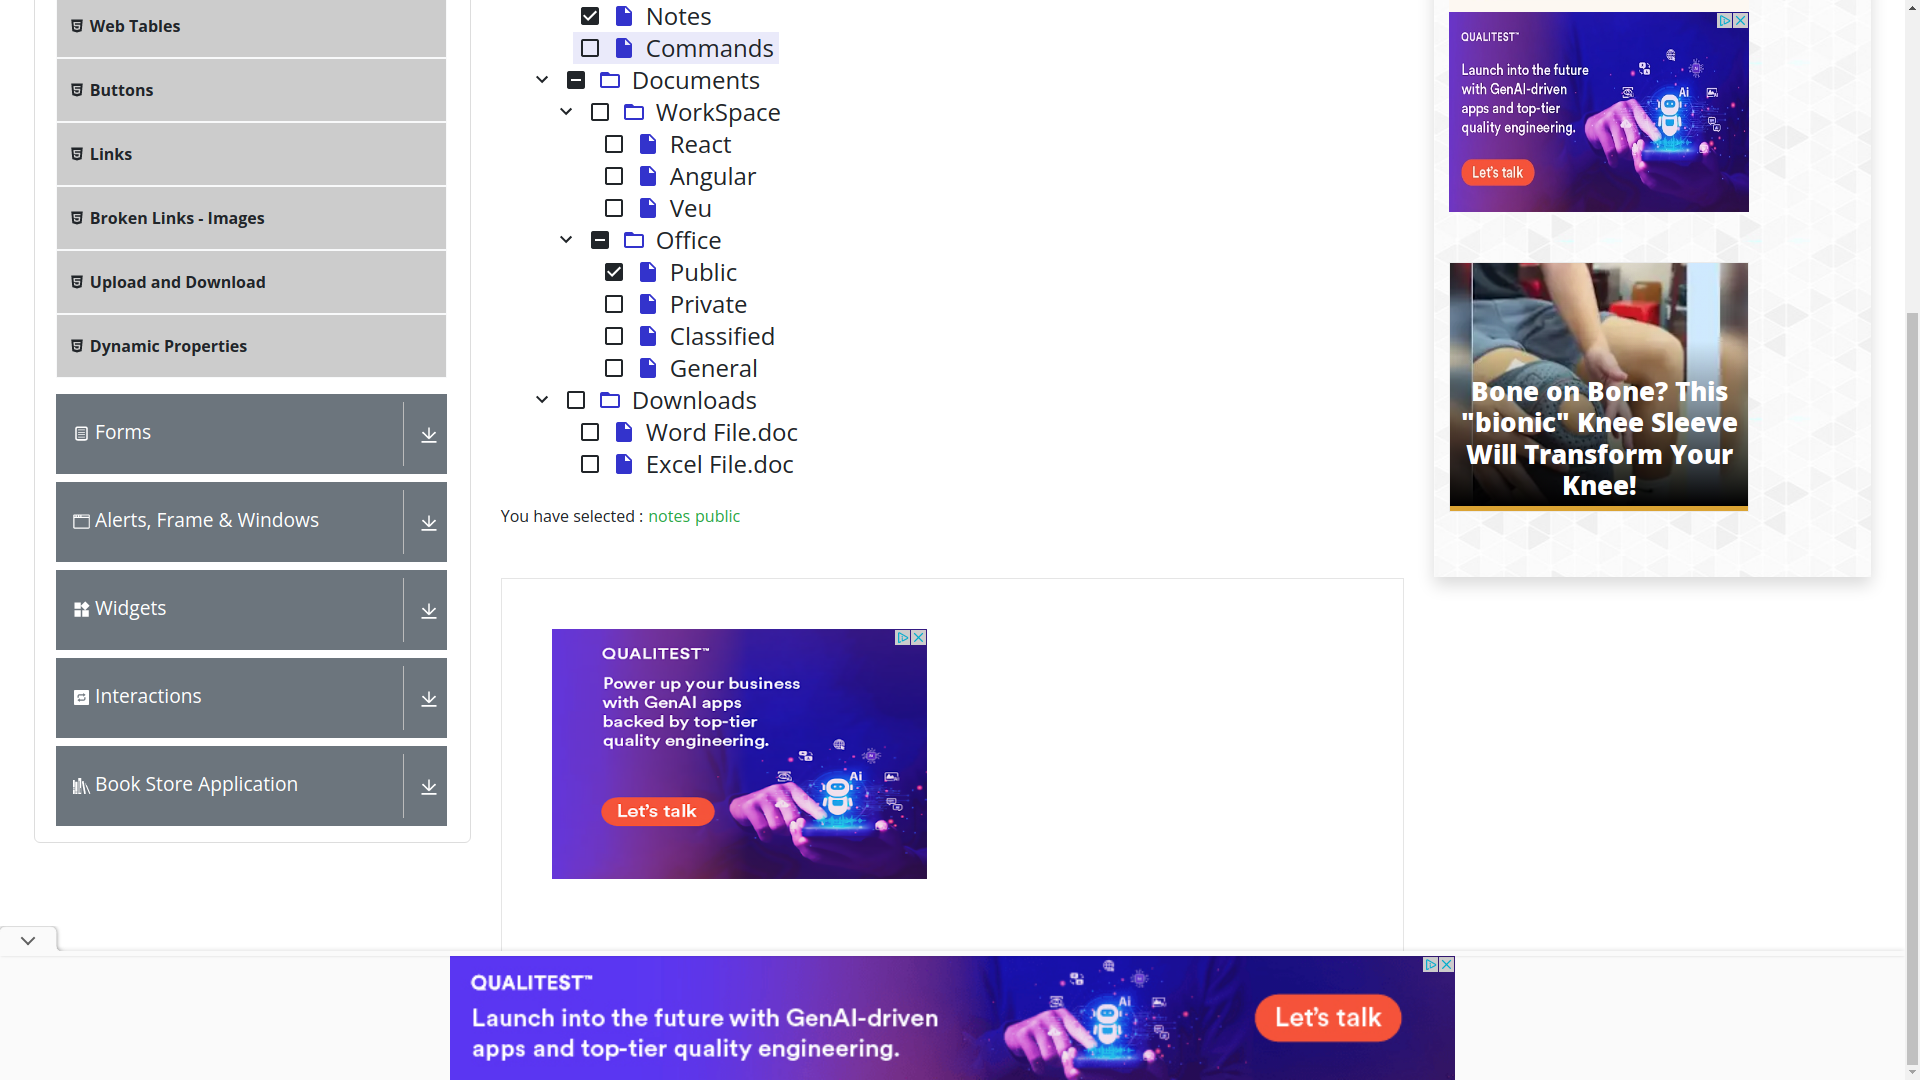 Web Tables
Buttons
Links
Broken Links - Images
Upload and Download
Dynamic Properties
Forms
Alerts, Frame & Windows
Widgets
Interactions
Book Store Application
Notes
Commands
Documents
WorkSpace
React
Angular
Veu
Office
Public
Private
Classified
General
Downloads
Word File.doc
Excel File.doc
You have selected : notes public
QUALITEST™
Power up your business
with GenAI apps
backed by top-tier
quality engineering.
Let's talk
Ai
QUALITEST™
Launch into the future
with GenAI-driven
apps and top-tier
quality engineering.
Let's talk
Ai
Bone on Bone? This
"bionic" Knee Sleeve
Will Transform Your
Knee!
QUALITEST™
Launch into the future with GenAI-driven
apps and top-tier quality engineering.
Ai
Let's talk